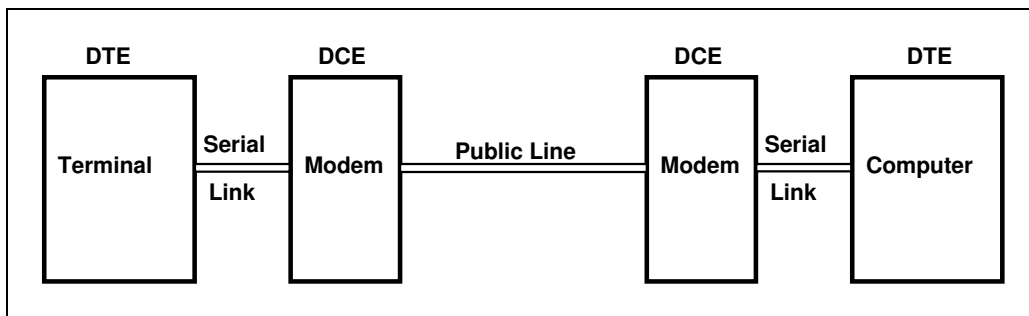 DTE DCE DCE DTE
Serial Serial
Terminal Modem Public Line Modem Computer
Link Link